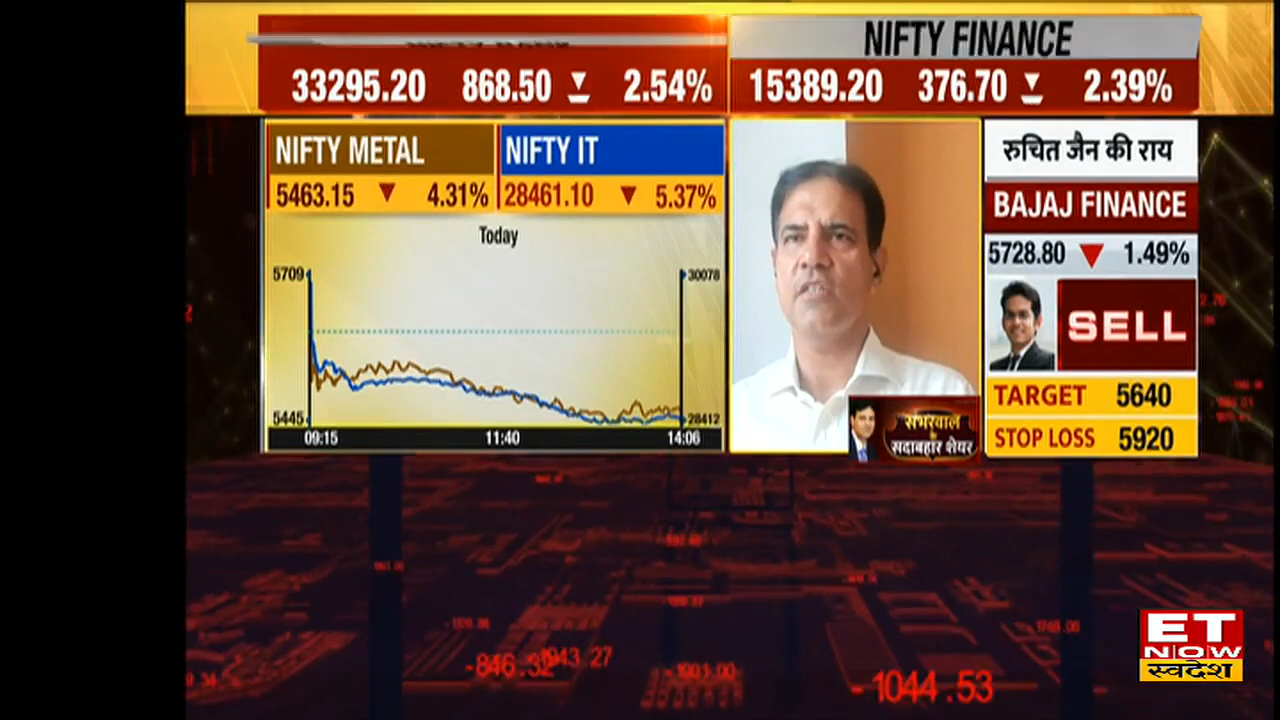 NIFTY FINANCE
33295.20 868.50 2.54%
15389.20 376.70 2.39%
NIFTY METAL
5463.15 4.31%
NIFTY IT
28461.10 5.37%
Today
5709
30078
5445
28412
09:15 11:40 14:06
सभरवाल
के
सदाबहार शेयर
रुचित जैन की राय
BAJAJ FINANCE
5728.80 1.49%
SELL
TARGET 5640
STOP LOSS 5920
-846.32
1043.27
-1001.00
-1044.53
ET
NOW
स्वदेश